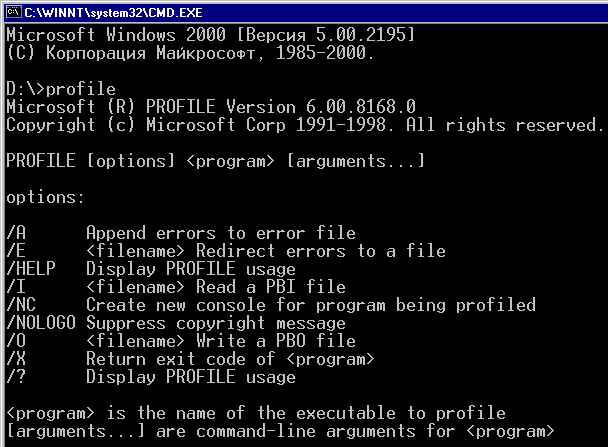 C:\WINNT\system32\CMD.EXE
Microsoft Windows 2000 [Версия 5.00.2195]
(C) Корпорация Майкрософт, 1985-2000.
D:\>profile
Microsoft (R) PROFILE Version 6.00.8168.0
Copyright (c) Microsoft Corp 1991-1998. All rights reserved.
PROFILE [options] <program> [arguments...]
options:
/A Append errors to error file
/E <filename> Redirect errors to a file
/HELP Display PROFILE usage
/I <filename> Read a PBI file
/NC Create new console for program being profiled
/NOLOGO Suppress copyright message
/O <filename> Write a PBO file
/X Return exit code of <program>
/? Display PROFILE usage
<program> is the name of the executable to profile
[arguments...] are command-line arguments for <program>